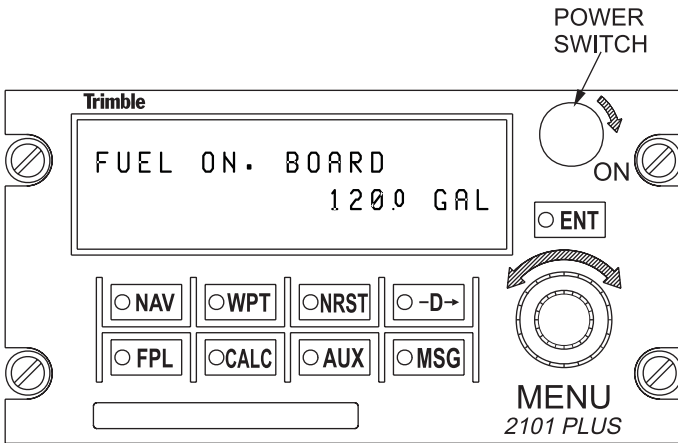 POWER
SWITCH
Trimble
FUEL ON. BOARD
120.0 GAL
ON
ENT
NAV WPT NRST -D→
FPL CALC AUX MSG
MENU
2101 PLUS